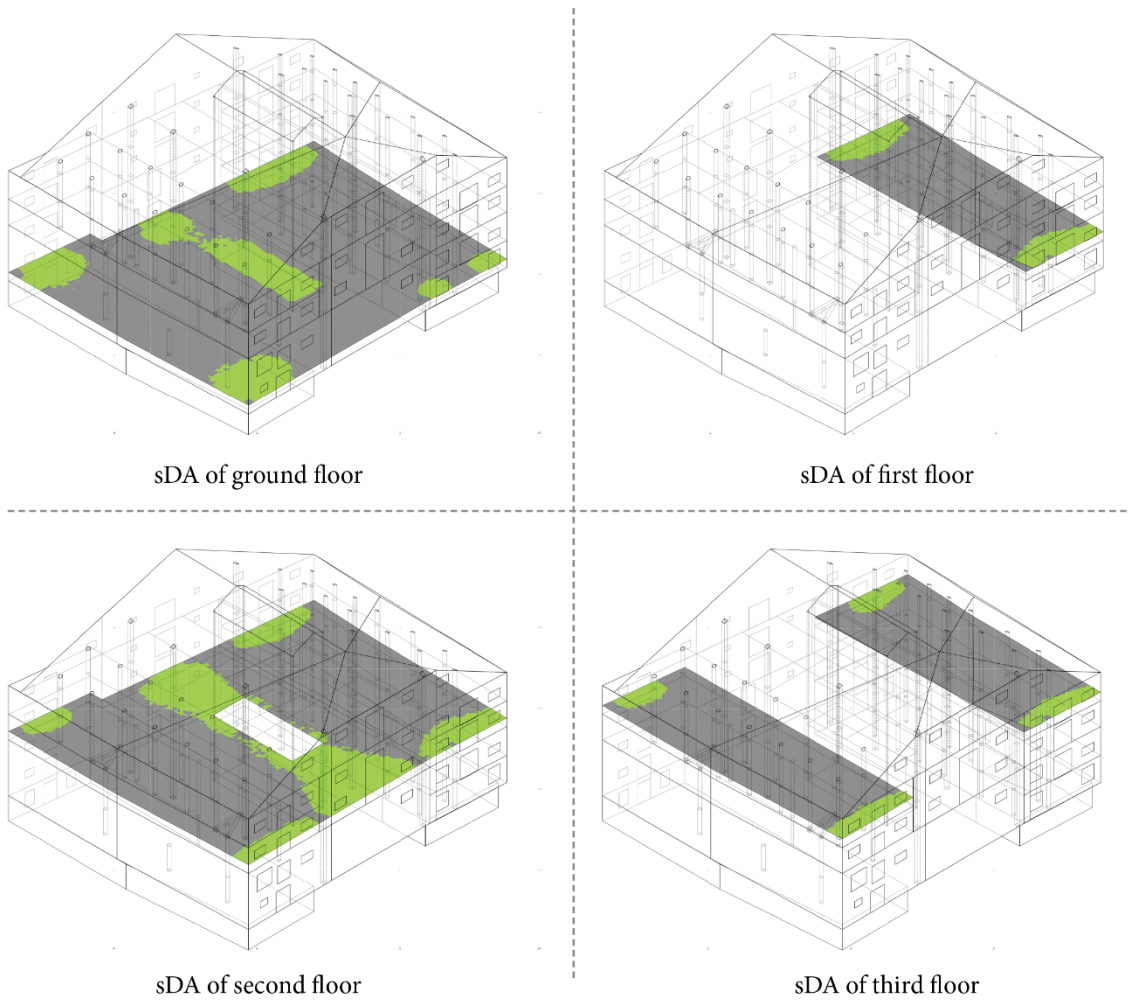 sDA of ground floor
sDA of first floor
sDA of second floor
sDA of third floor